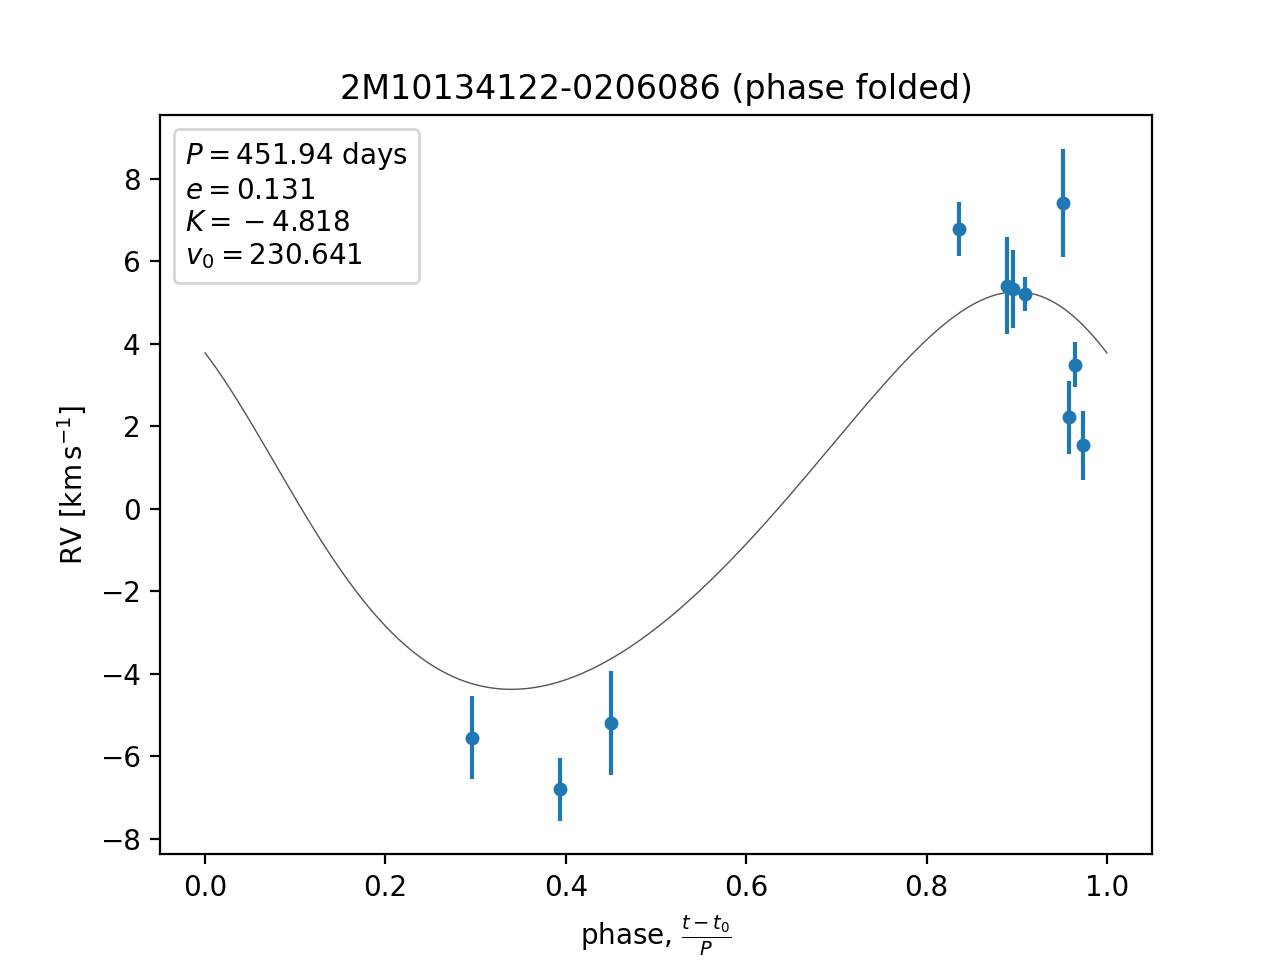 2M10134122-0206086 (phase folded)
P = 451.94 days
e = 0.131
K = −4.818
v₀ = 230.641
8
6
4
2
0
−2
−4
−6
−8
RV [km s⁻¹]
0.0 0.2 0.4 0.6 0.8 1.0
phase, (t − t₀)/P